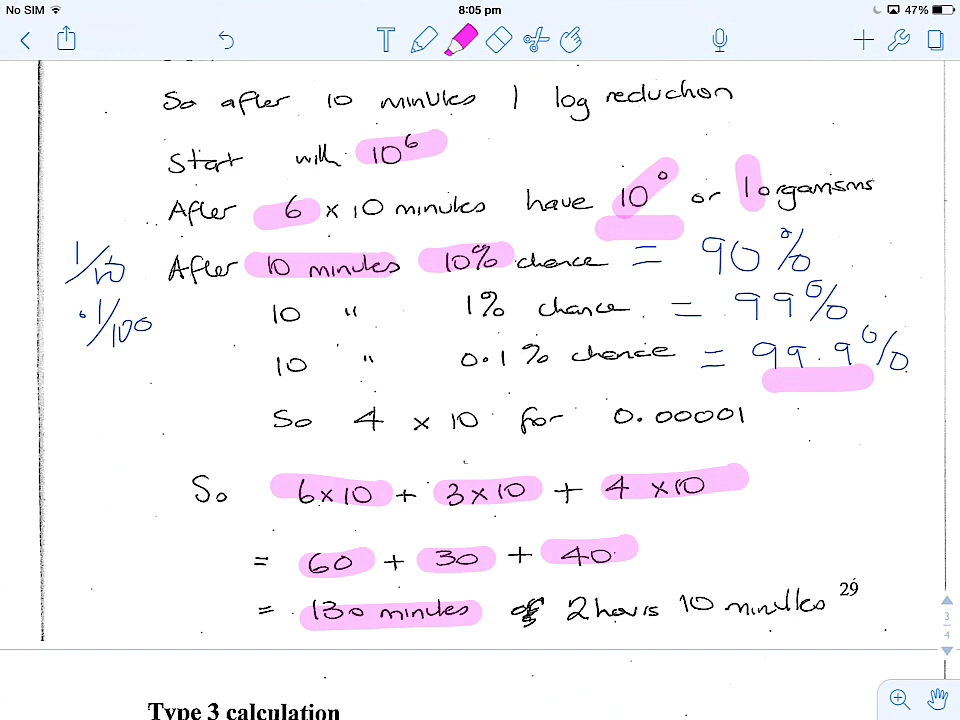 No SIM 8:05 pm 47%
T
So after 10 minutes 1 log reduction
Start with 10⁶
After 6 x 10 minutes have 10⁰ or 1 organisms
1/10 After 10 minutes 10% chance = 90%
1/100 10 " 1% chance = 99%
10 " 0.1% chance = 99.9%
So 4 x 10 for 0.00001
So 6x10 + 3x10 + 4 x10
= 60 + 30 + 40
= 130 minutes of 2 hours 10 minutes 29
3
4
Type 3 calculation